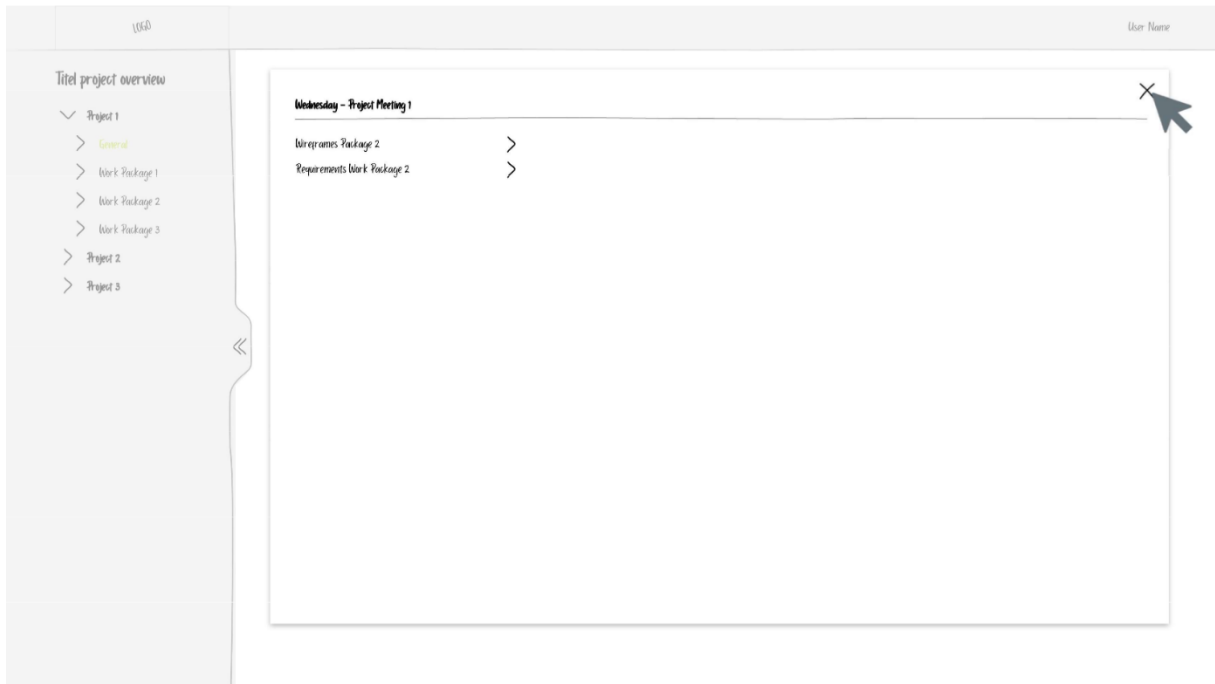 LOGO
User Name
Titel project overview
Project 1
General
Work Package 1
Work Package 2
Work Package 3
Project 2
Project 3
Wednesday - Project Meeting 1
Wireframes Package 2
Requirements Work Package 2